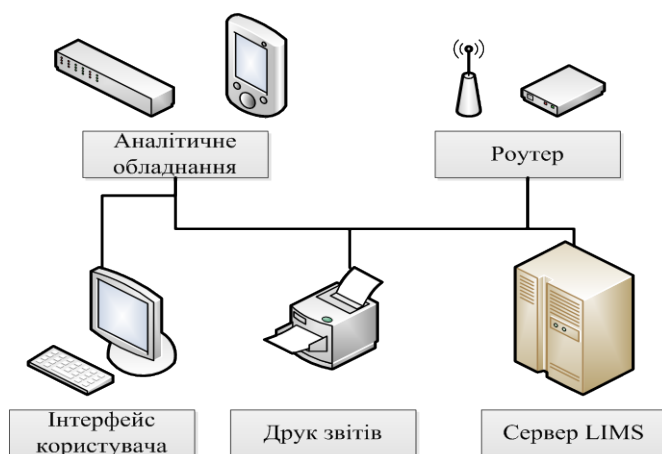 Аналітичне
обладнання
Роутер
Інтерфейс
користувача
Друк звітів
Сервер LIMS